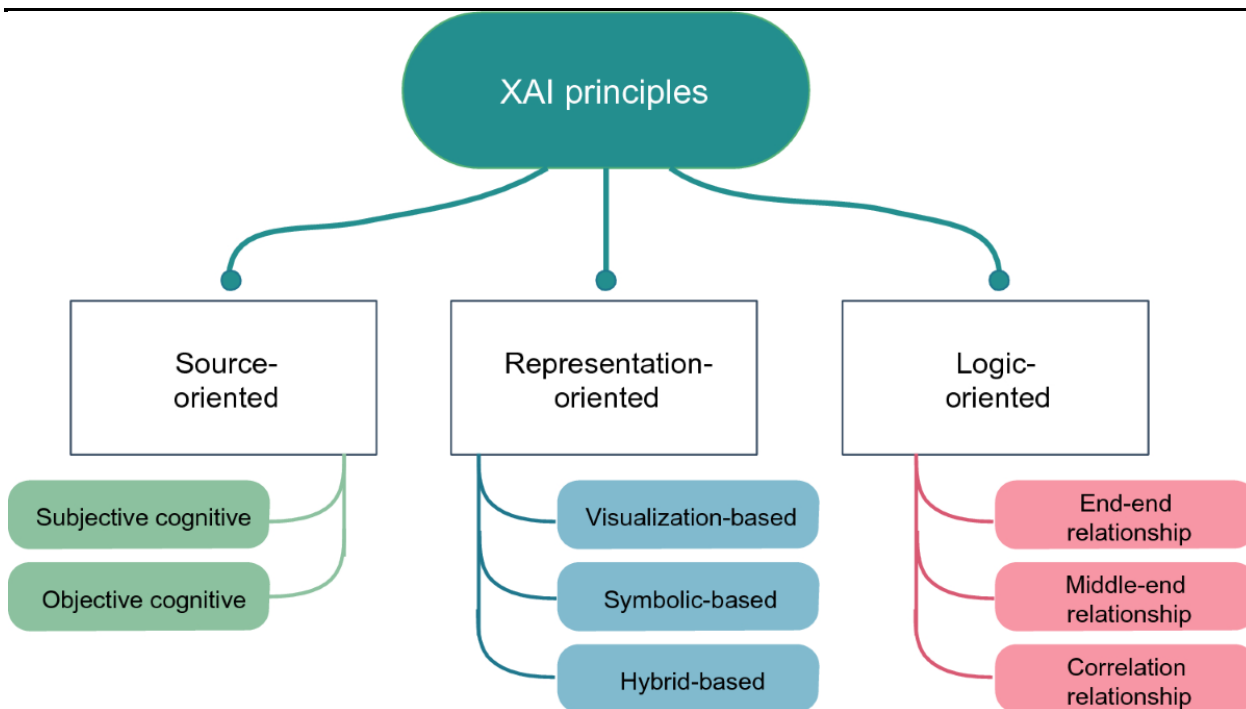 XAI principles
Source-
oriented
Representation-
oriented
Logic-
oriented
Subjective cognitive
Objective cognitive
Visualization-based
Symbolic-based
Hybrid-based
End-end
relationship
Middle-end
relationship
Correlation
relationship